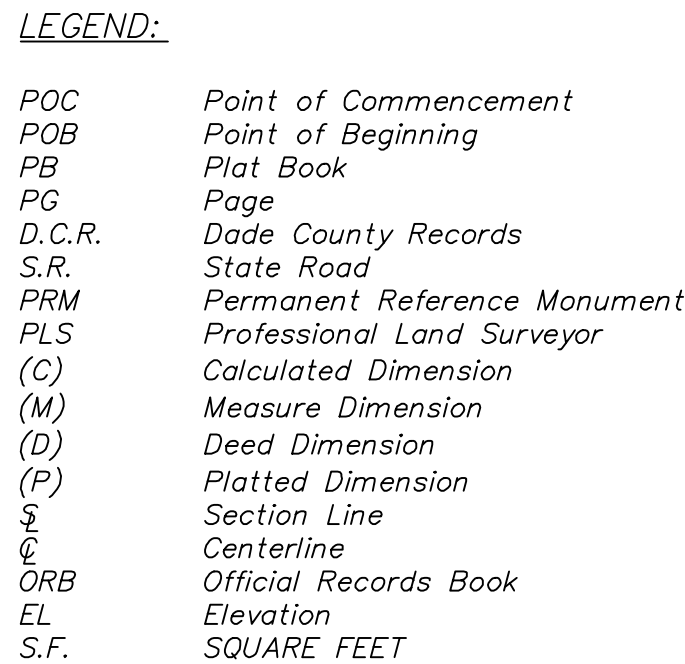 LEGEND:
POC Point of Commencement
POB Point of Beginning
PB Plat Book
PG Page
D.C.R. Dade County Records
S.R. State Road
PRM Permanent Reference Monument
PLS Professional Land Surveyor
(C) Calculated Dimension
(M) Measure Dimension
(D) Deed Dimension
(P) Platted Dimension
SL Section Line
℄ Centerline
ORB Official Records Book
EL Elevation
S.F. SQUARE FEET